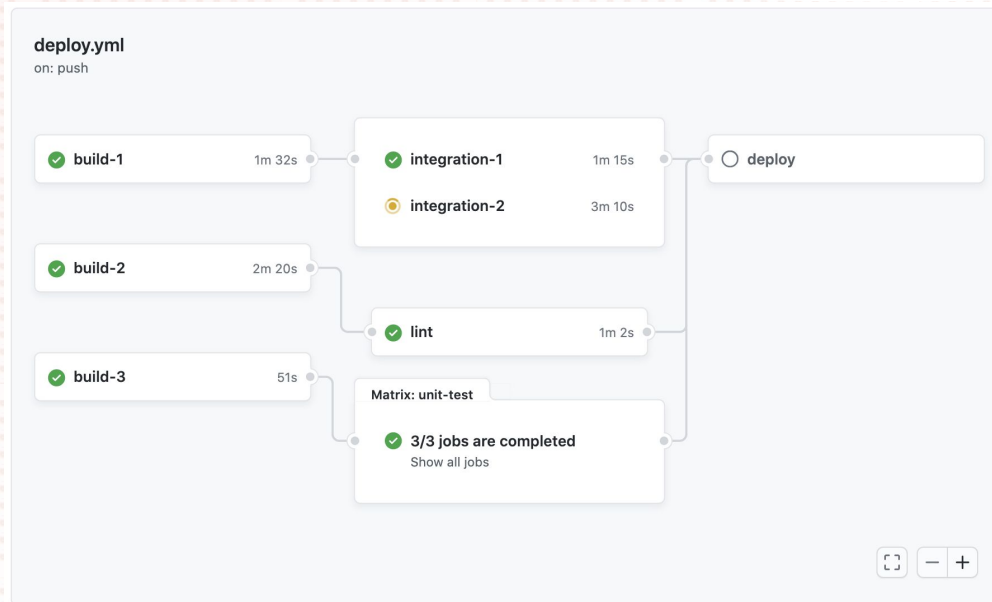 deploy.yml
on: push
build-1 1m 32s
integration-1 1m 15s
integration-2 3m 10s
deploy
build-2 2m 20s
lint 1m 2s
build-3 51s
Matrix: unit-test
3/3 jobs are completed
Show all jobs